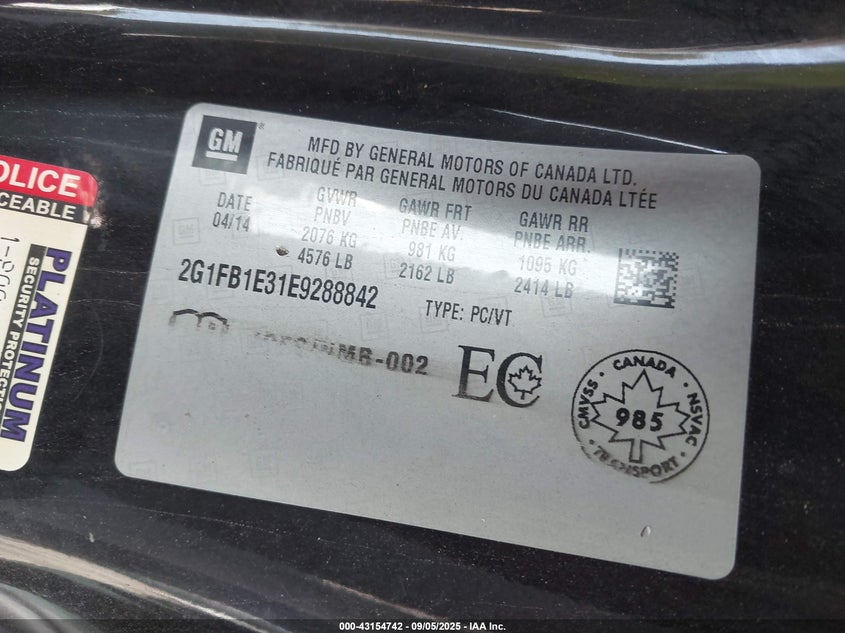 OLICE
CEABLE
PLATINUM
SECURITY PROTECTION
GM
MFD BY GENERAL MOTORS OF CANADA LTD.
FABRIQUÉ PAR GENERAL MOTORS DU CANADA LTÉE
DATE GVWR GAWR FRT GAWR RR
04/14 PNBV PNBE AV. PNBE ARR.
2076 KG 981 KG 1095 KG
4576 LB 2162 LB 2414 LB
2G1FB1E31E9288842 TYPE: PC/VT
MB-002
EC
CANADA
CMVSS NSVAC
985
TRANSPORT
000-43154742 - 09/05/2025 - IAA Inc.